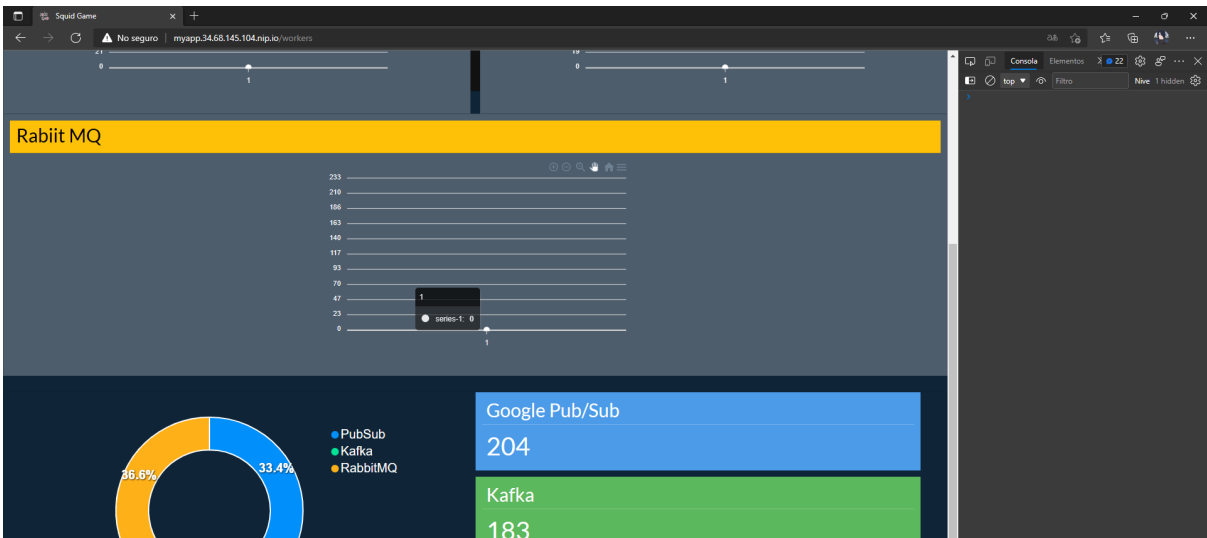 Squid Game
No seguro
myapp.34.68.145.104.nip.io/workers
21
0
1
19
0
1
Rabiit MQ
233
210
186
163
140
117
93
70
47
23
0
1
1
series-1: 0
36.6%
33.4%
PubSub
Kafka
RabbitMQ
Google Pub/Sub
204
Kafka
183
Consola
Elementos
22
top
Filtro
Nive
1 hidden